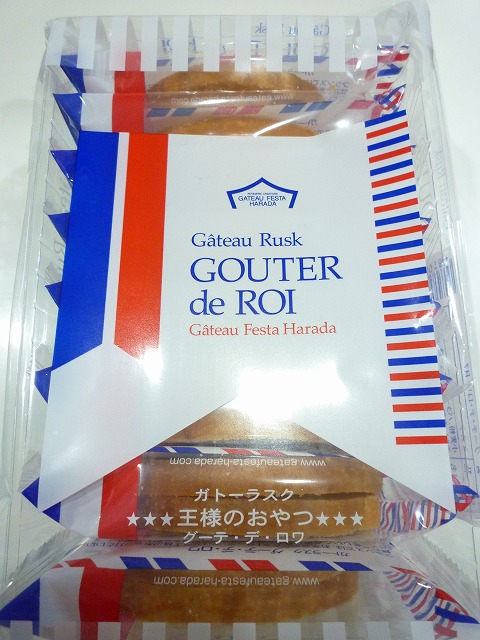 GATEAU FESTA
HARADA
Gâteau Rusk
GOUTER
de ROI
Gâteau Festa Harada
www.gateaufesta-harada.com
ガトーラスク
★★★王様のおやつ★★★
グーテ・デ・ロワ
www.gateaufesta-harada.com